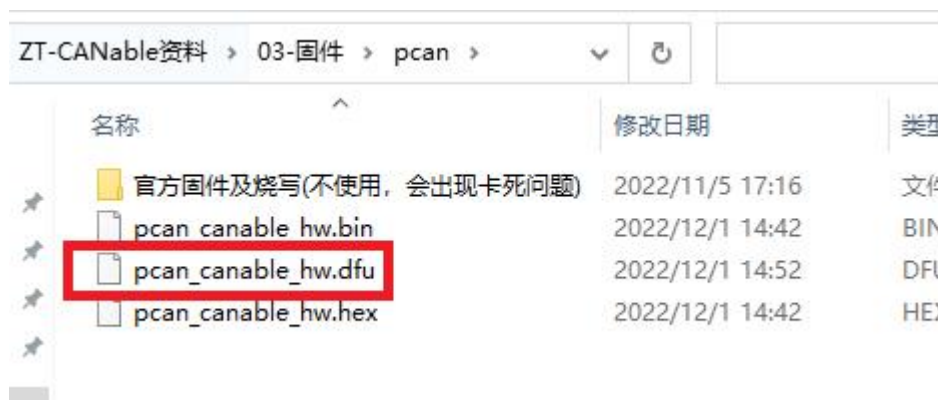 ZT-CANable资料 › 03-固件 › pcan ›
名称 修改日期
官方固件及烧写(不使用，会出现卡死问题) 2022/11/5 17:16
pcan_canable_hw.bin 2022/12/1 14:42 BIN
pcan_canable_hw.dfu 2022/12/1 14:52
pcan_canable_hw.hex 2022/12/1 14:42